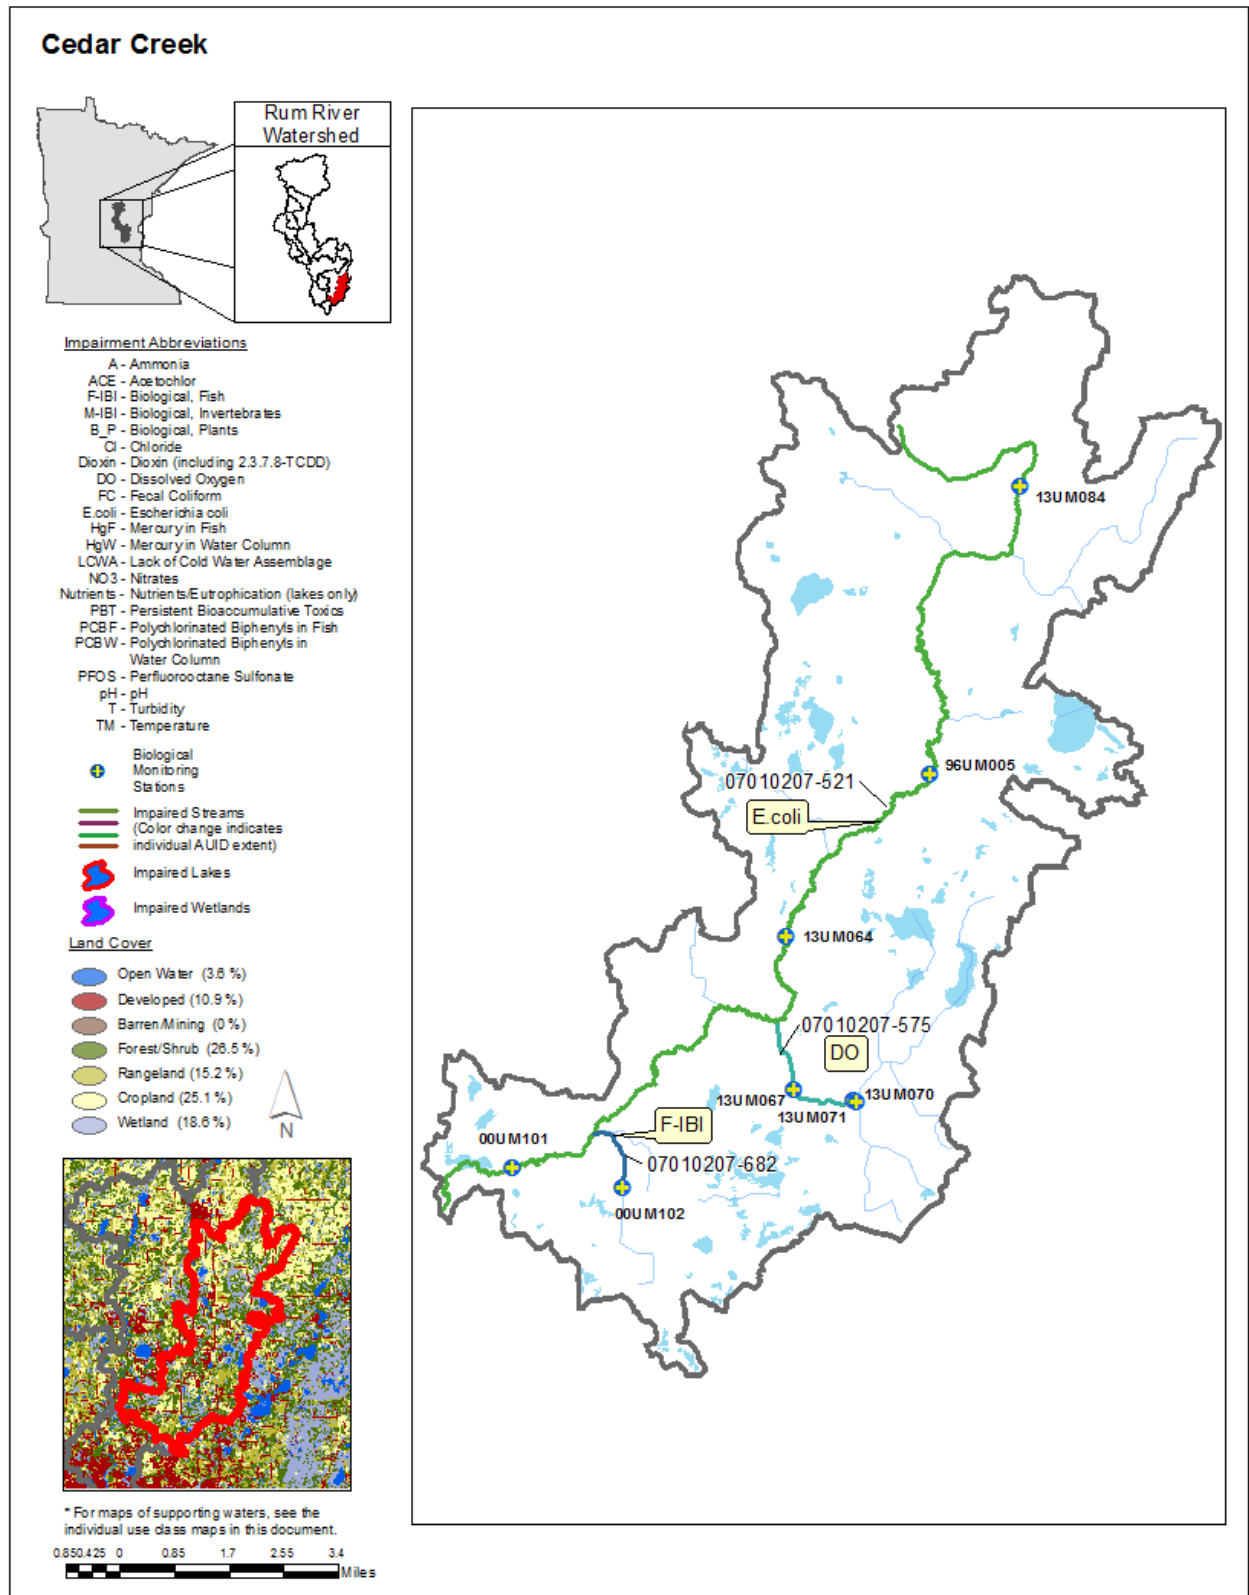 Cedar Creek
Rum River
Watershed
Impairment Abbreviations
A - Ammonia
ACE - Acetochlor
F-IBI - Biological, Fish
M-IBI - Biological, Invertebrates
B_P - Biological, Plants
Cl - Chloride
Dioxin - Dioxin (including 2.3.7.8-TCDD)
DO - Dissolved Oxygen
FC - Fecal Coliform
E.coli - Escherichia coli
HgF - Mercury in Fish
HgW - Mercury in Water Column
LCWA - Lack of Cold Water Assemblage
NO3 - Nitrates
Nutrients - Nutrients/Eutrophication (lakes only)
PBT - Persistent Bioaccumulative Toxics
PCBF - Polychlorinated Biphenyls in Fish
PCBW - Polychlorinated Biphenyls in
Water Column
PFOS - Perfluorooctane Sulfonate
pH - pH
T - Turbidity
TM - Temperature
Biological
Monitoring
Stations
Impaired Streams
(Color change indicates
individual AUID extent)
Impaired Lakes
Impaired Wetlands
Land Cover
Open Water (3.6 %)
Developed (10.9 %)
Barren/Mining (0 %)
Forest/Shrub (26.5 %)
Rangeland (15.2 %)
Cropland (25.1 %)
Wetland (18.6 %)
N
* For maps of supporting waters, see the
individual use class maps in this document.
0.850.425 0 0.85 1.7 2.55 3.4
Miles
13UM084
96UM005
07010207-521
E.coli
13UM064
07010207-575
DO
13UM067
13UM070
13UM071
F-IBI
00UM101
07010207-682
00UM102